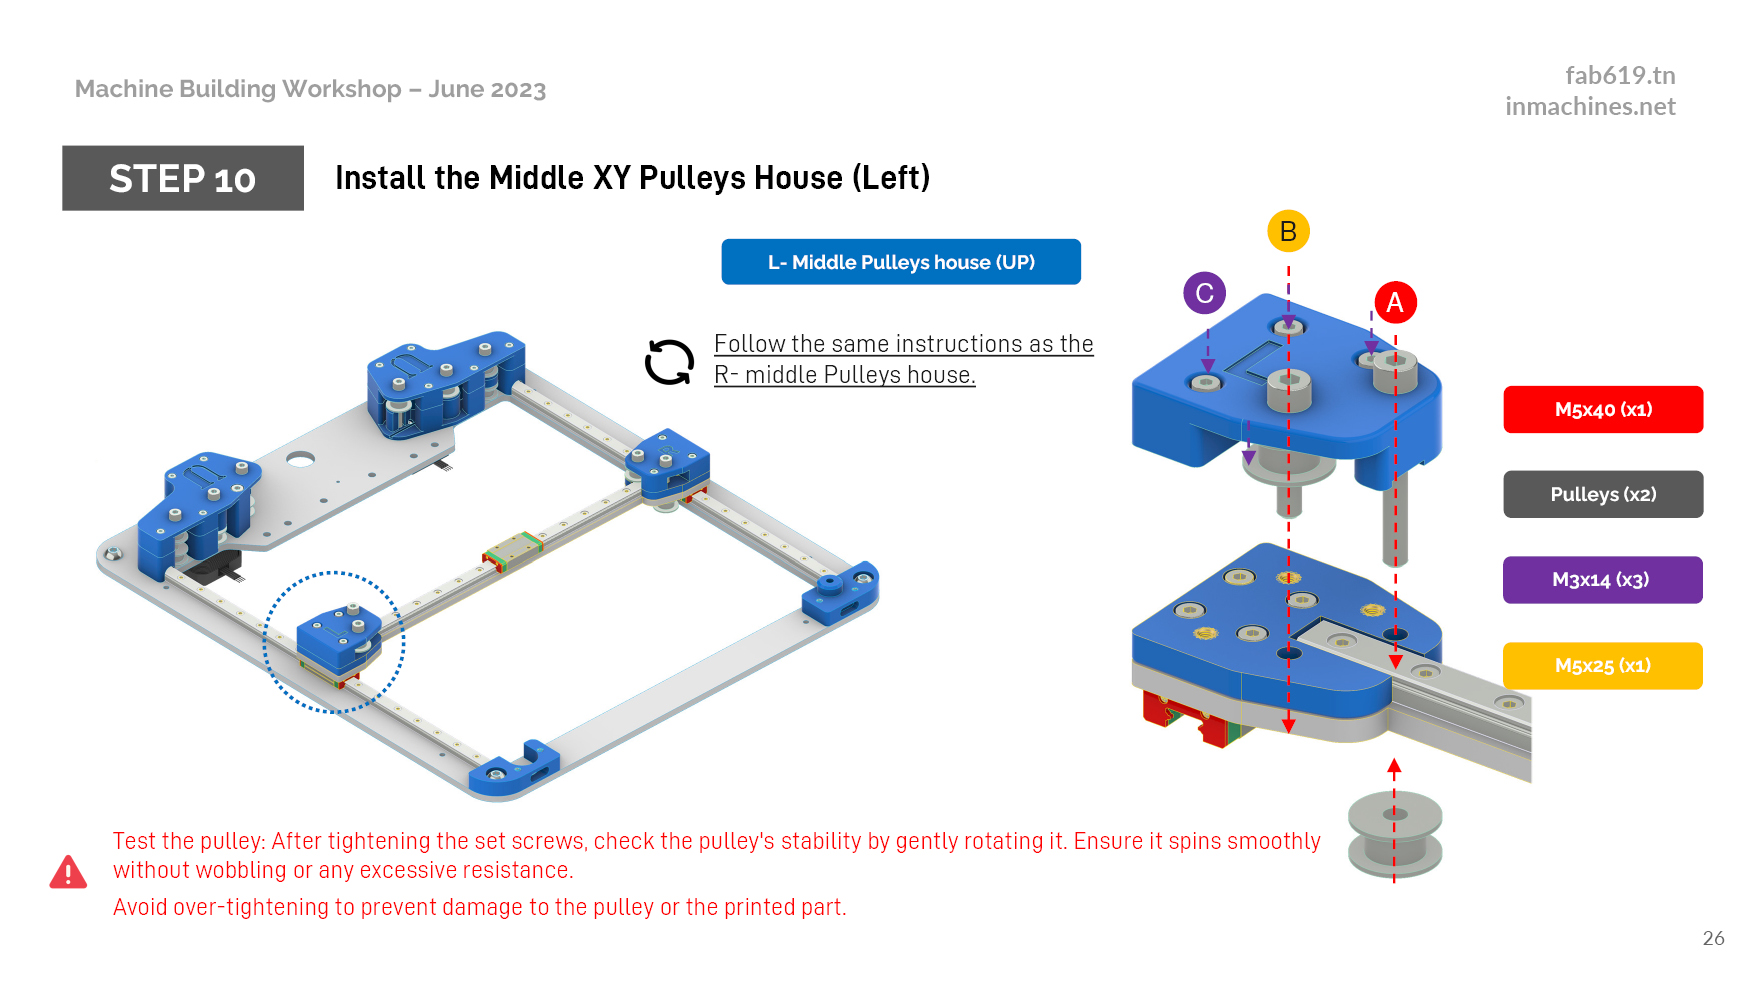 Machine Building Workshop – June 2023
fab619.tn
inmachines.net
STEP 10
Install the Middle XY Pulleys House (Left)
L- Middle Pulleys house (UP)
Follow the same instructions as the
R- middle Pulleys house.
B
C
A
M5x40 (x1)
Pulleys (x2)
M3x14 (x3)
M5x25 (x1)
Test the pulley: After tightening the set screws, check the pulley's stability by gently rotating it. Ensure it spins smoothly
without wobbling or any excessive resistance.
Avoid over-tightening to prevent damage to the pulley or the printed part.
26